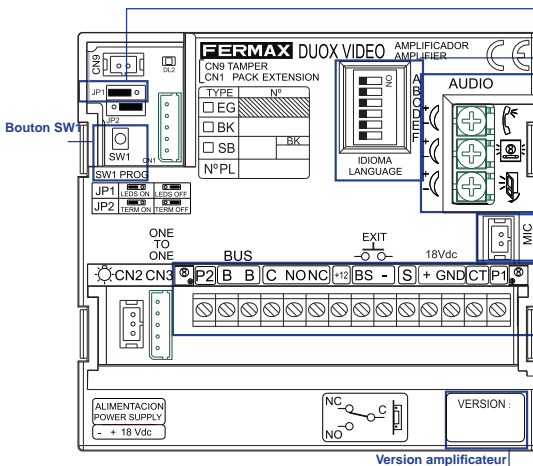 FERMAX DUOX VIDEO AMPLIFICADOR AMPLIFIER
CN9
DL2
CN9 TAMPER
CN1 PACK EXTENSION
JP1
JP2
TYPE Nº
EG
BK
SB BK
Nº PL
NO
A
B
C
D
E
F
IDIOMA
LANGUAGE
AUDIO
+
-
+
-
+
-
Bouton SW1
SW1
CN1
SW1 PROG
JP1 LEDS ON LEDS OFF
JP2 TERM ON TERM OFF
MIC
ONE
TO
ONE
BUS
EXIT
18Vdc
CN2 CN3 P2 B B C NO NC +12 BS - S + GND CT P1
ALIMENTACION
POWER SUPPLY
- + 18 Vdc
NC
C
NO
VERSION :
Version amplificateur